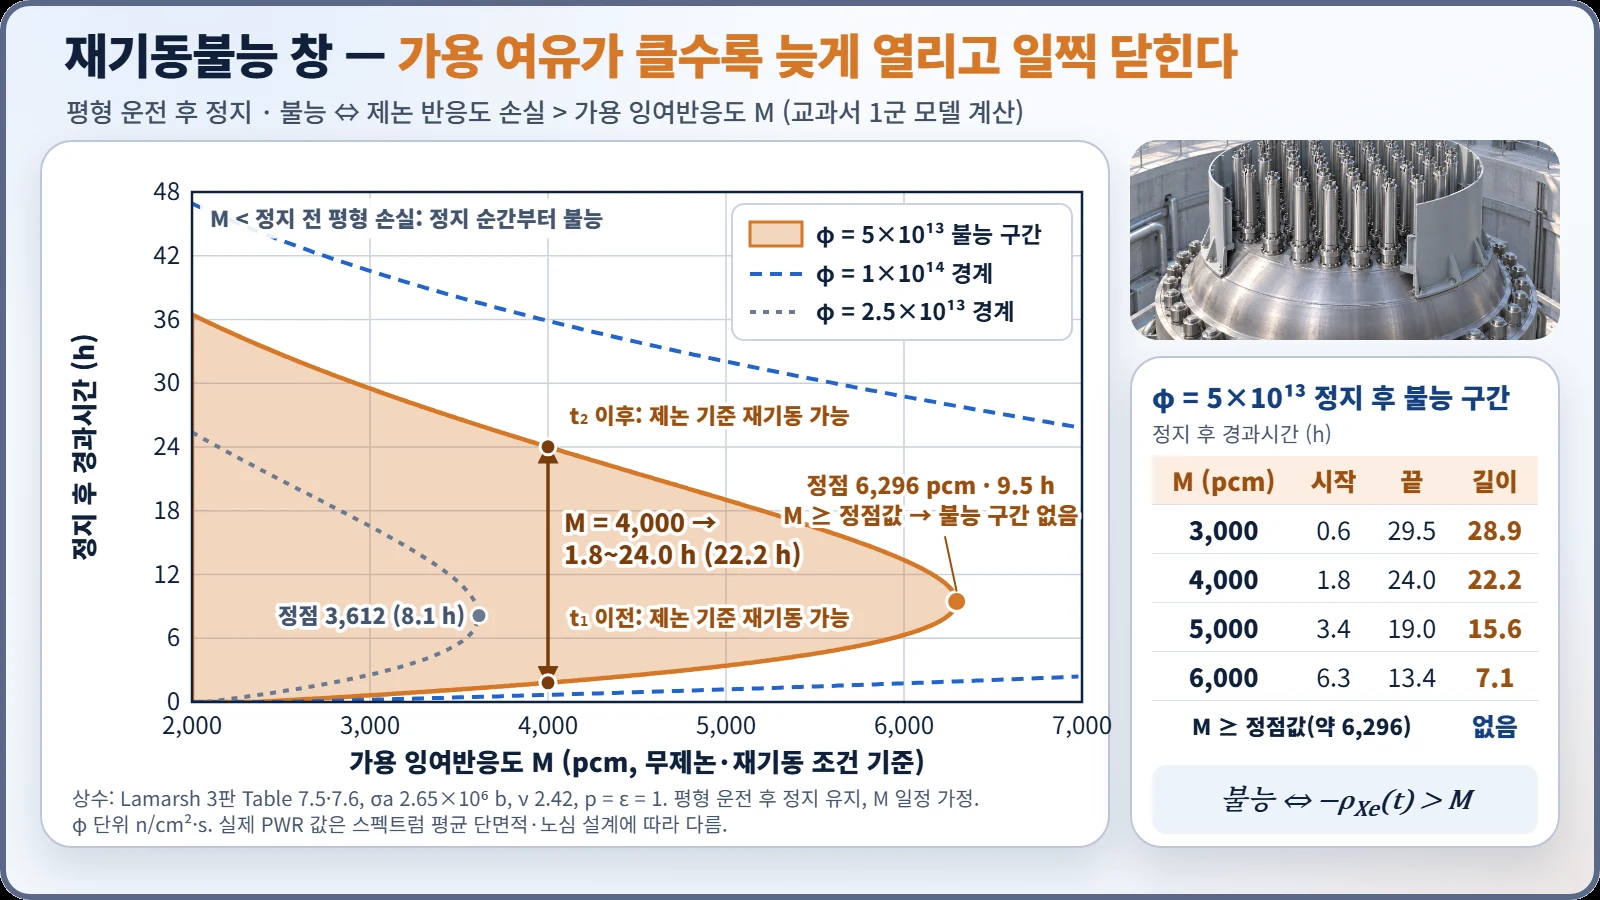 재기동불능 창 — 가용 여유가 클수록 늦게 열리고 일찍 닫힌다
평형 운전 후 정지 · 불능 ⇔ 제논 반응도 손실 > 가용 잉여반응도 M (교과서 1군 모델 계산)
정지 후 경과시간 (h)
48
42
36
30
24
18
12
6
0
M < 정지 전 평형 손실: 정지 순간부터 불능
ϕ = 5×10¹³ 불능 구간
ϕ = 1×10¹⁴ 경계
ϕ = 2.5×10¹³ 경계
t₂ 이후: 제논 기준 재기동 가능
정점 6,296 pcm · 9.5 h
M ≥ 정점값 → 불능 구간 없음
M = 4,000 →
1.8~24.0 h (22.2 h)
정점 3,612 (8.1 h)
t₁ 이전: 제논 기준 재기동 가능
2,000 3,000 4,000 5,000 6,000 7,000
가용 잉여반응도 M (pcm, 무제논·재기동 조건 기준)
상수: Lamarsh 3판 Table 7.5·7.6, σa 2.65×10⁶ b, ν 2.42, p = ε = 1. 평형 운전 후 정지 유지, M 일정 가정.
ϕ 단위 n/cm²·s. 실제 PWR 값은 스펙트럼 평균 단면적·노심 설계에 따라 다름.
ϕ = 5×10¹³ 정지 후 불능 구간
정지 후 경과시간 (h)
M (pcm) 시작 끝 길이
3,000 0.6 29.5 28.9
4,000 1.8 24.0 22.2
5,000 3.4 19.0 15.6
6,000 6.3 13.4 7.1
M ≥ 정점값(약 6,296) 없음
불능 ⇔ −ρXe(t) > M